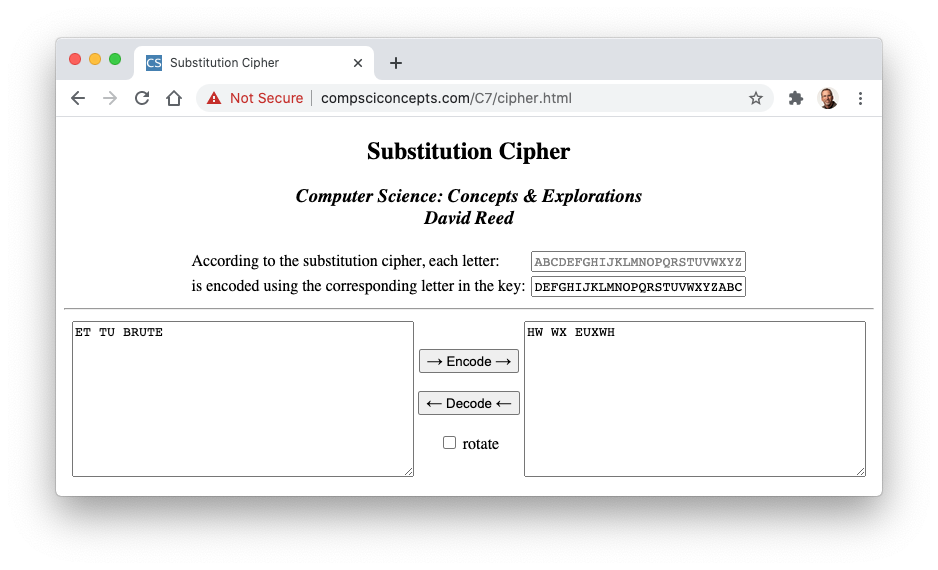 CS Substitution Cipher
Not Secure compsciconcepts.com/C7/cipher.html
Substitution Cipher
Computer Science: Concepts & Explorations
David Reed
According to the substitution cipher, each letter: ABCDEFGHIJKLMNOPQRSTUVWXYZ
is encoded using the corresponding letter in the key: DEFGHIJKLMNOPQRSTUVWXYZABC
ET TU BRUTE HW WX EUXWH
→ Encode →
← Decode ←
rotate